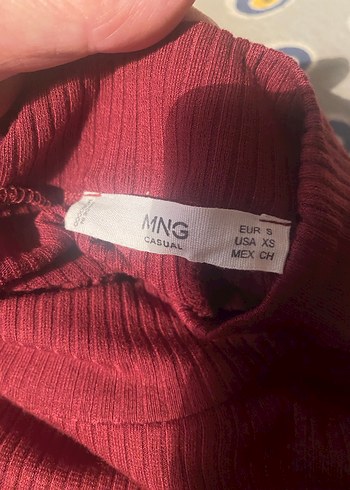 MNG
CASUAL
EUR S
USA XS
MEX CH